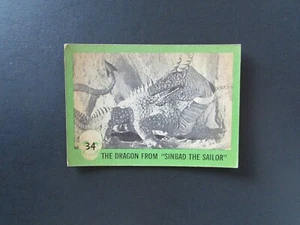 34
THE DRAGON FROM "SINBAD THE SAILOR"